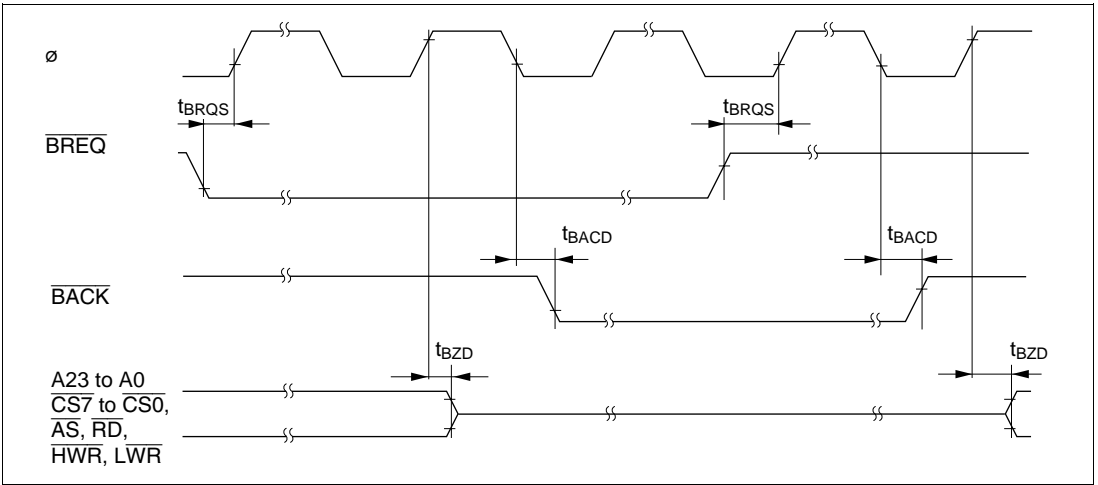 ø
tBRQS
tBRQS
BREQ
tBACD
tBACD
BACK
tBZD
tBZD
A23 to A0
CS7 to CS0,
AS, RD,
HWR, LWR